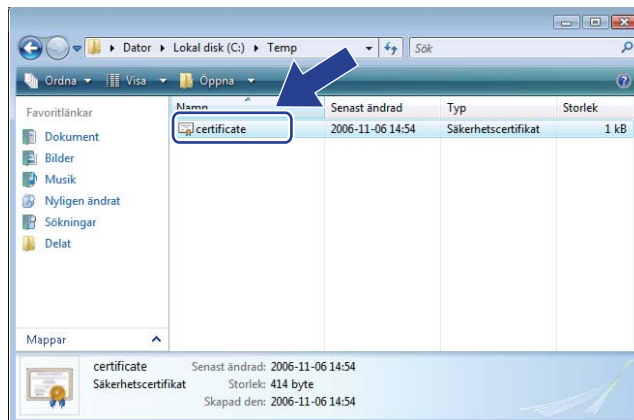 Dator ▸ Lokal disk (C:) ▸ Temp
Sök
Ordna Visa Öppna
Favoritlänkar
Dokument
Bilder
Musik
Nyligen ändrat
Sökningar
Delat
Mappar
Namn Senast ändrad Typ Storlek
certificate 2006-11-06 14:54 Säkerhetscertifikat 1 kB
certificate Senast ändrad: 2006-11-06 14:54
Säkerhetscertifikat Storlek: 414 byte
Skapad den: 2006-11-06 14:54